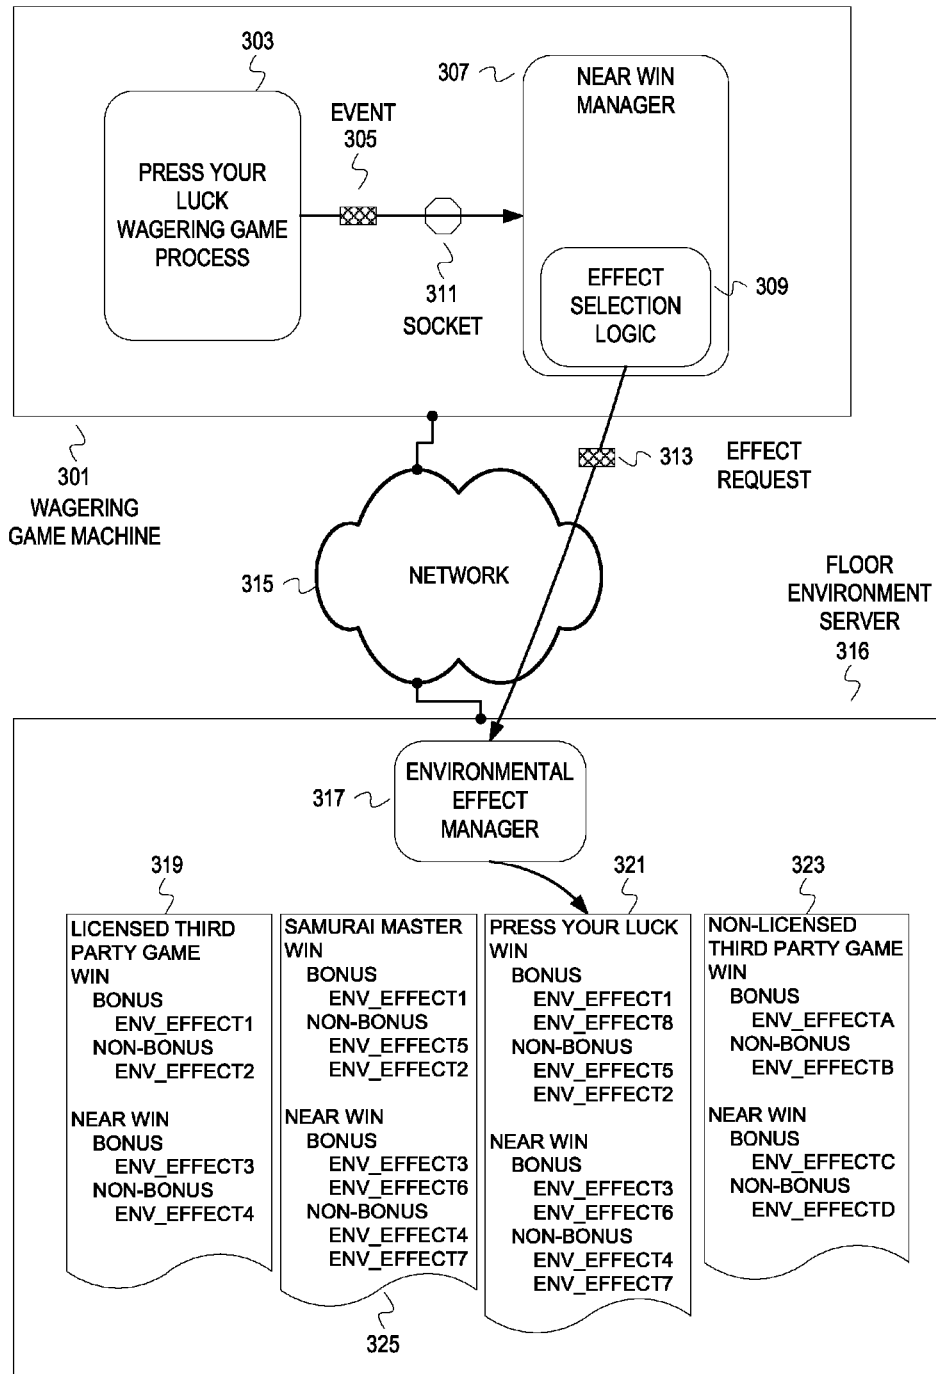 303
PRESS YOUR
LUCK
WAGERING GAME
PROCESS
EVENT
305
311
SOCKET
307
NEAR WIN
MANAGER
EFFECT
SELECTION
LOGIC
309
301
WAGERING
GAME MACHINE
313
EFFECT
REQUEST
315
NETWORK
FLOOR
ENVIRONMENT
SERVER
316
317
ENVIRONMENTAL
EFFECT
MANAGER
319
LICENSED THIRD
PARTY GAME
WIN
BONUS
ENV_EFFECT1
NON-BONUS
ENV_EFFECT2
NEAR WIN
BONUS
ENV_EFFECT3
NON-BONUS
ENV_EFFECT4
SAMURAI MASTER
WIN
BONUS
ENV_EFFECT1
NON-BONUS
ENV_EFFECT5
ENV_EFFECT2
NEAR WIN
BONUS
ENV_EFFECT3
ENV_EFFECT6
NON-BONUS
ENV_EFFECT4
ENV_EFFECT7
325
321
PRESS YOUR LUCK
WIN
BONUS
ENV_EFFECT1
ENV_EFFECT8
NON-BONUS
ENV_EFFECT5
ENV_EFFECT2
NEAR WIN
BONUS
ENV_EFFECT3
ENV_EFFECT6
NON-BONUS
ENV_EFFECT4
ENV_EFFECT7
323
NON-LICENSED
THIRD PARTY GAME
WIN
BONUS
ENV_EFFECTA
NON-BONUS
ENV_EFFECTB
NEAR WIN
BONUS
ENV_EFFECTC
NON-BONUS
ENV_EFFECTD